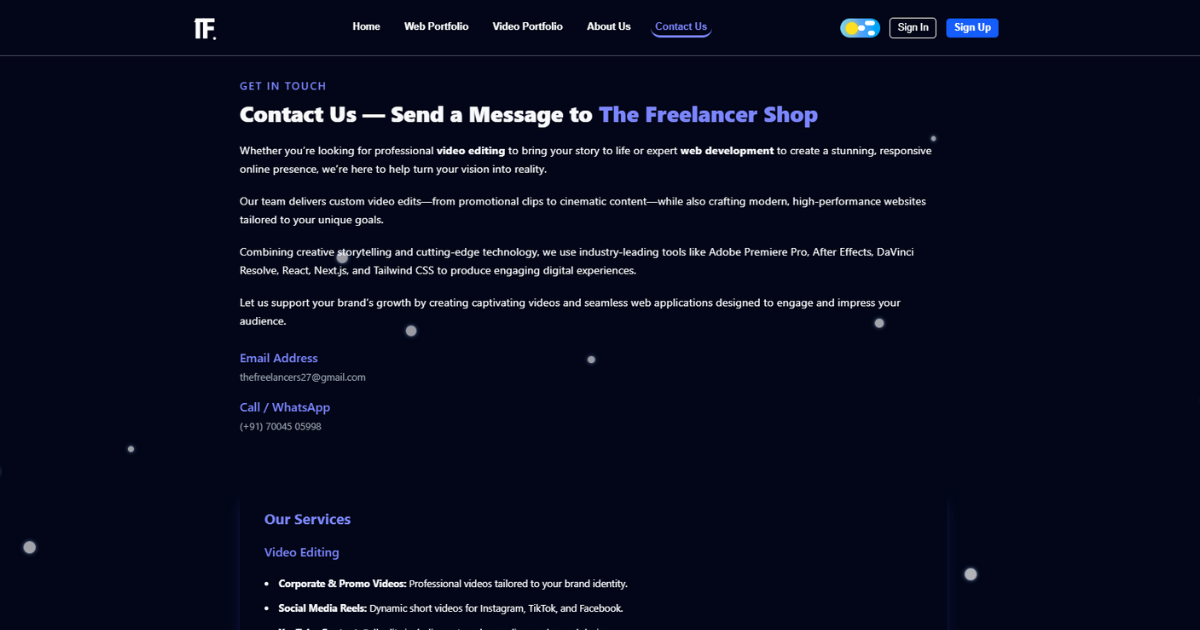 TF.
Home
Web Portfolio
Video Portfolio
About Us
Contact Us
Sign In
Sign Up
GET IN TOUCH
Contact Us — Send a Message to The Freelancer Shop
Whether you’re looking for professional video editing to bring your story to life or expert web development to create a stunning, responsive
online presence, we’re here to help turn your vision into reality.
Our team delivers custom video edits—from promotional clips to cinematic content—while also crafting modern, high-performance websites
tailored to your unique goals.
Combining creative storytelling and cutting-edge technology, we use industry-leading tools like Adobe Premiere Pro, After Effects, DaVinci
Resolve, React, Next.js, and Tailwind CSS to produce engaging digital experiences.
Let us support your brand’s growth by creating captivating videos and seamless web applications designed to engage and impress your
audience.
Email Address
thefreelancers27@gmail.com
Call / WhatsApp
(+91) 70045 05998
Our Services
Video Editing
• Corporate & Promo Videos: Professional videos tailored to your brand identity.
• Social Media Reels: Dynamic short videos for Instagram, TikTok, and Facebook.